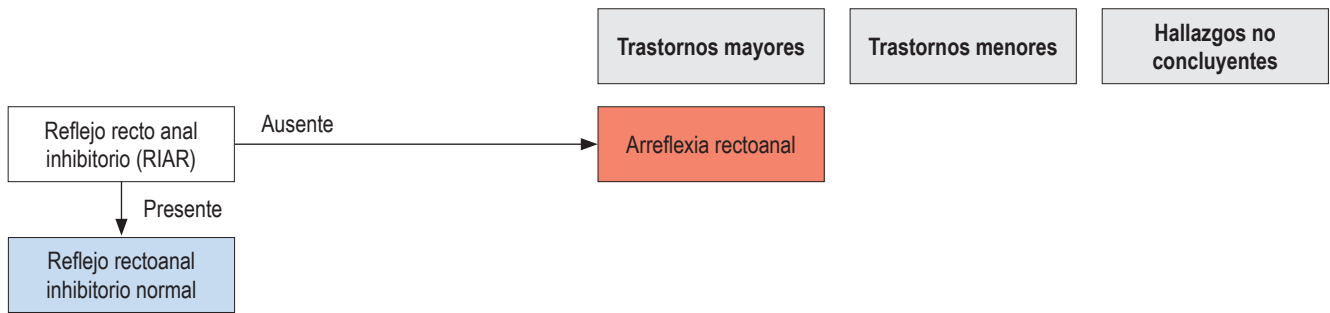 Trastornos mayores
Trastornos menores
Hallazgos no
concluyentes
Reflejo recto anal
inhibitorio (RIAR)
Ausente
Arreflexia rectoanal
Presente
Reflejo rectoanal
inhibitorio normal